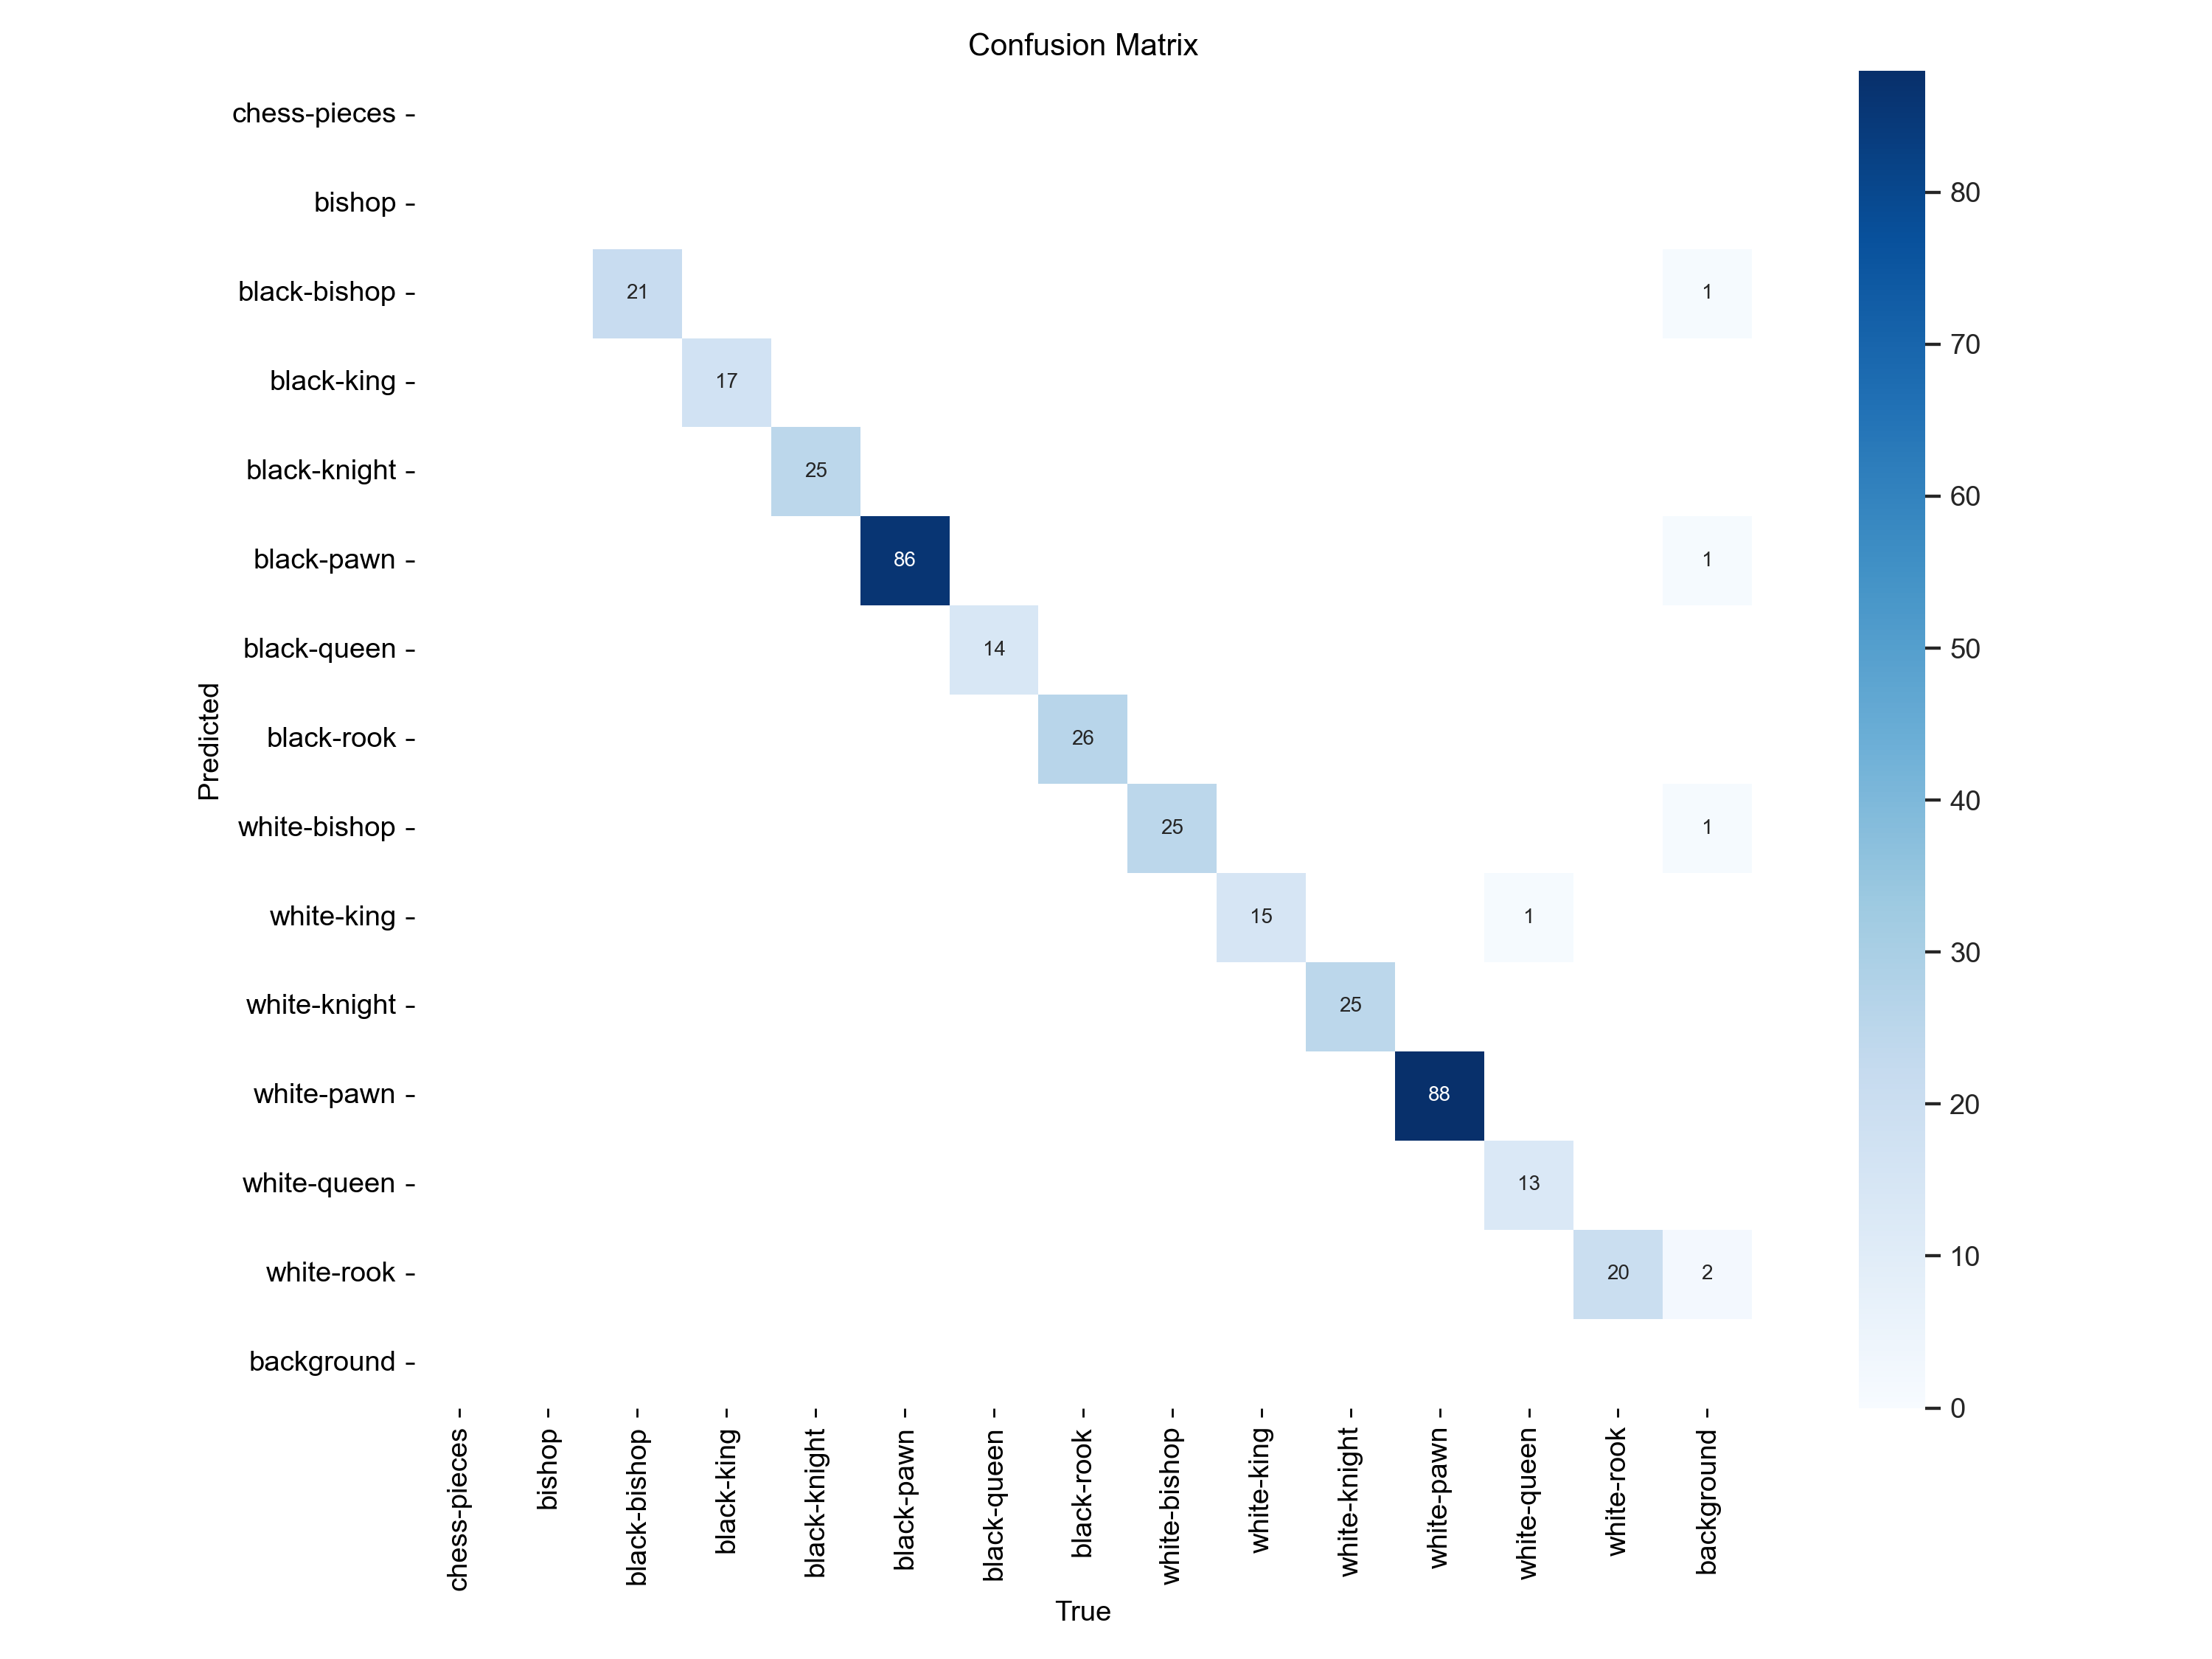 Confusion Matrix
chess-pieces
bishop
black-bishop 21 1
black-king 17
black-knight 25
black-pawn 86 1
black-queen 14
black-rook 26
white-bishop 25 1
white-king 15 1
white-knight 25
white-pawn 88
white-queen 13
white-rook 20 2
background
Predicted
chess-pieces
bishop
black-bishop
black-king
black-knight
black-pawn
black-queen
black-rook
white-bishop
white-king
white-knight
white-pawn
white-queen
white-rook
background
True
80
70
60
50
40
30
20
10
0